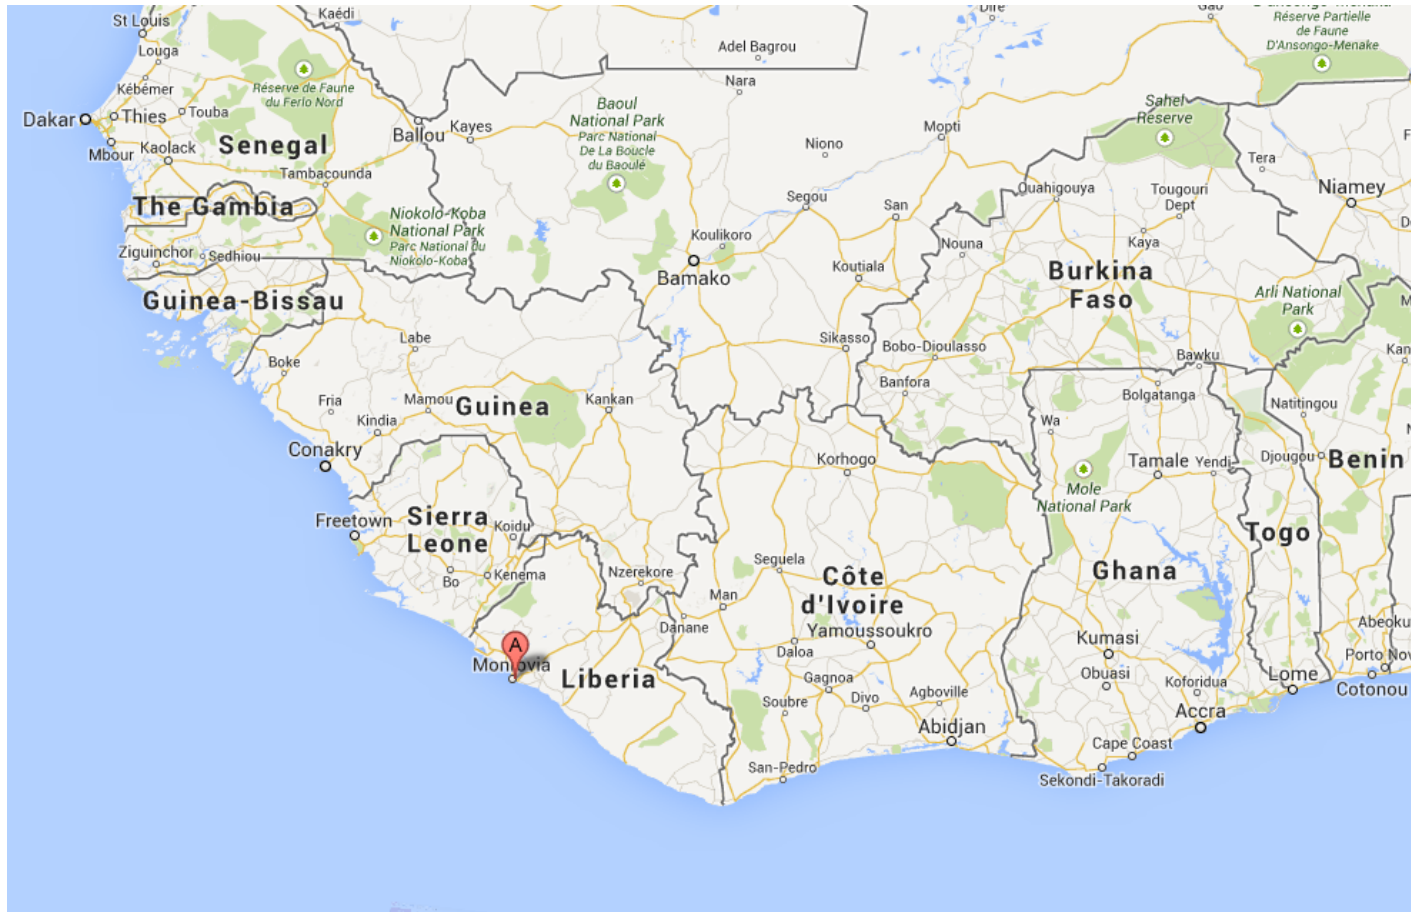 Kaédi
St Louis
Gao
Réserve Partielle
de Faune
D'Ansongo-Menake
Louga
Adel Bagrou
Nara
Kébémer
Réserve de Faune
du Ferlo Nord
Baoul
National Park
Parc National
De La Boucle
du Baoulé
Sahel
Reserve
Dakar
Thies
Touba
Ballou
Kayes
Mopti
Niono
Mbour
Kaolack
Senegal
Tera
Tambacounda
Ouahigouya
Tougouri
Dept
Niamey
The Gambia
Niokolo-Koba
National Park
Parc National du
Niokolo-Koba
Segou
San
Koulikoro
Nouna
Kaya
Ziguinchor
Sedhiou
Bamako
Koutiala
Burkina
Faso
Arli National
Park
Guinea-Bissau
Labe
Sikasso
Bobo-Dioulasso
Bawku
Kan
Boke
Banfora
Bolgatanga
Fria
Mamou
Guinea
Kankan
Natitingou
Kindia
Wa
Conakry
Korhogo
Tamale
Yendi
Djougou
Benin
Mole
National Park
Freetown
Sierra
Leone
Koidu
Togo
Seguela
Côte
d'Ivoire
Ghana
Bo
Kenema
Nzerekore
Man
Danane
Yamoussoukro
Kumasi
Abeoku
A
Monrovia
Liberia
Daloa
Gagnoa
Obuasi
Koforidua
Lome
Porto Nov
Cotonou
Soubre
Divo
Agboville
Abidjan
Accra
Cape Coast
San-Pedro
Sekondi-Takoradi